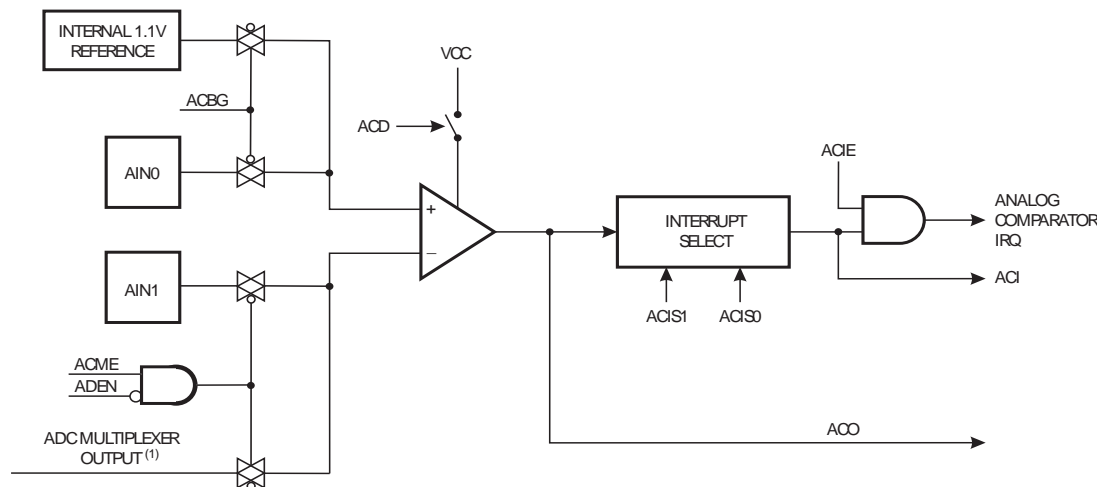 INTERNAL 1.1V
REFERENCE
ACBG
VCC
ACD
AIN0
ACIE
+
−
INTERRUPT
SELECT
ANALOG
COMPARATOR
IRQ
ACI
ACIS1
ACIS0
AIN1
ACME
ADEN
ADC MULTIPLEXER
OUTPUT (1)
ACO